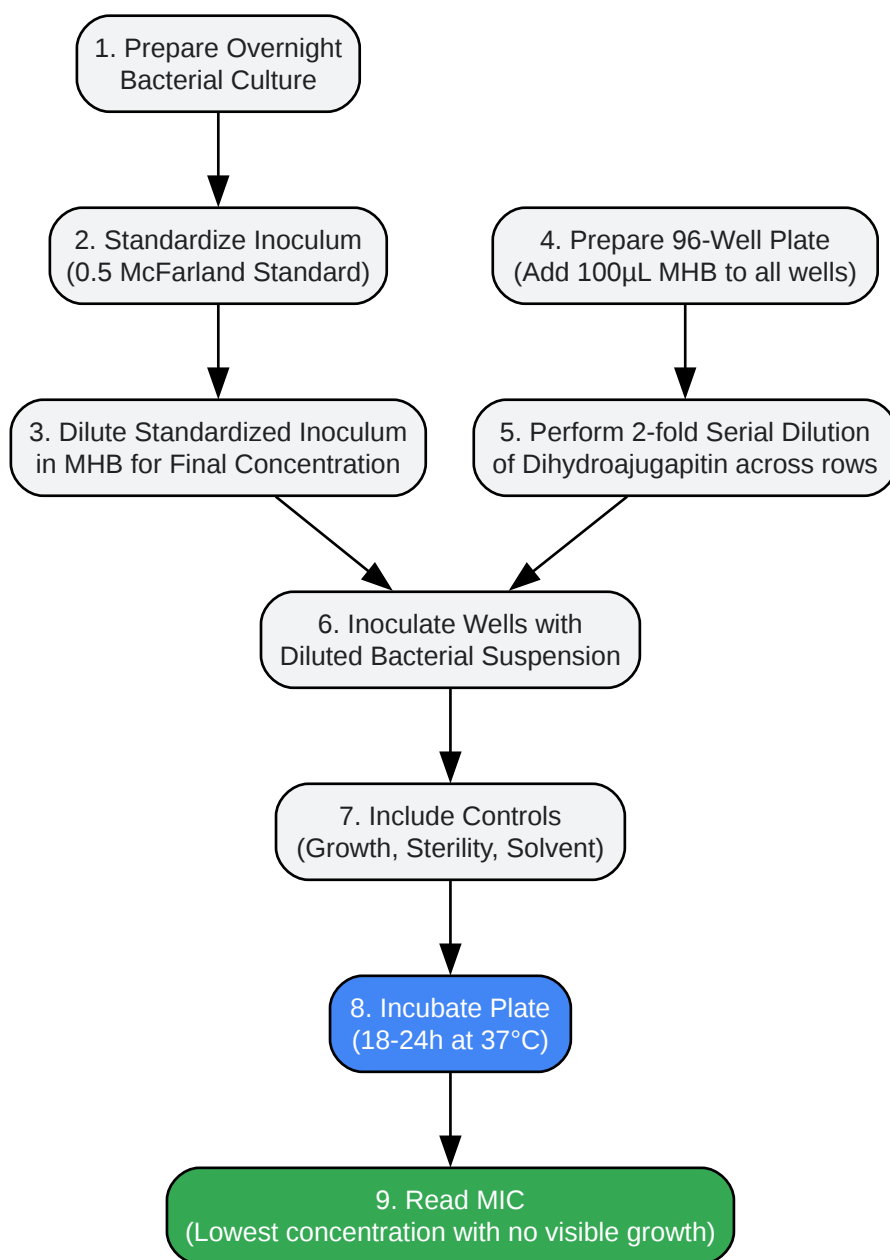 1. Prepare Overnight
Bacterial Culture
2. Standardize Inoculum
(0.5 McFarland Standard)
4. Prepare 96-Well Plate
(Add 100µL MHB to all wells)
3. Dilute Standardized Inoculum
in MHB for Final Concentration
5. Perform 2-fold Serial Dilution
of Dihydroajugapitin across rows
6. Inoculate Wells with
Diluted Bacterial Suspension
7. Include Controls
(Growth, Sterility, Solvent)
8. Incubate Plate
(18-24h at 37°C)
9. Read MIC
(Lowest concentration with no visible growth)